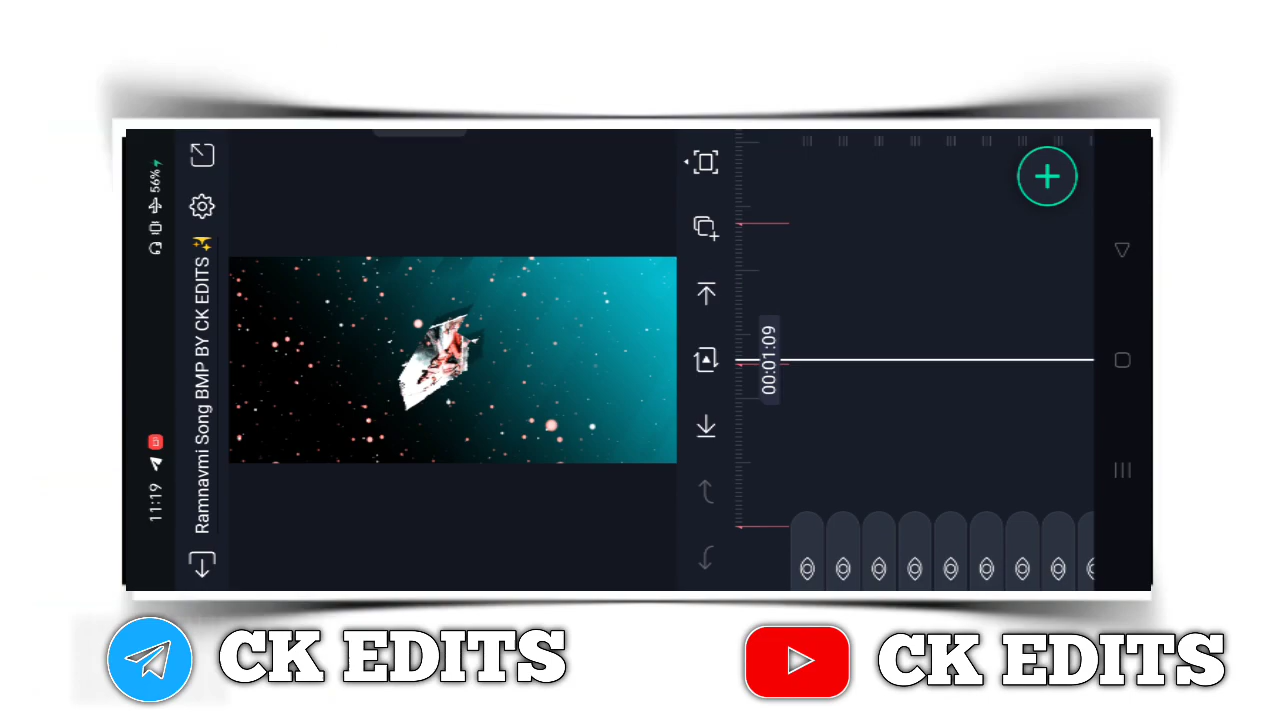 11:19
56%
Ramnavmi Song BMP BY CK EDITS ✨
00:01:09
CK EDITS
CK EDITS